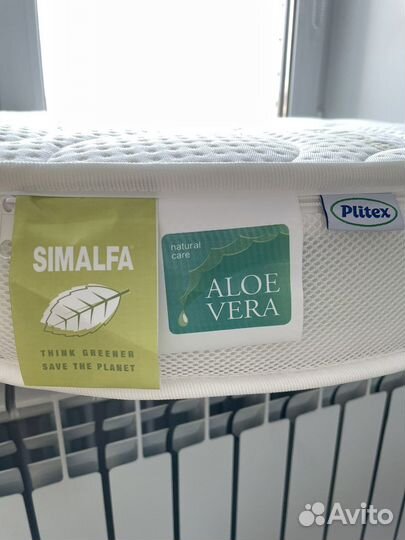 SIMALFA®
THINK GREENER
SAVE THE PLANET
natural
care
ALOE
VERA
Plitex
Avito